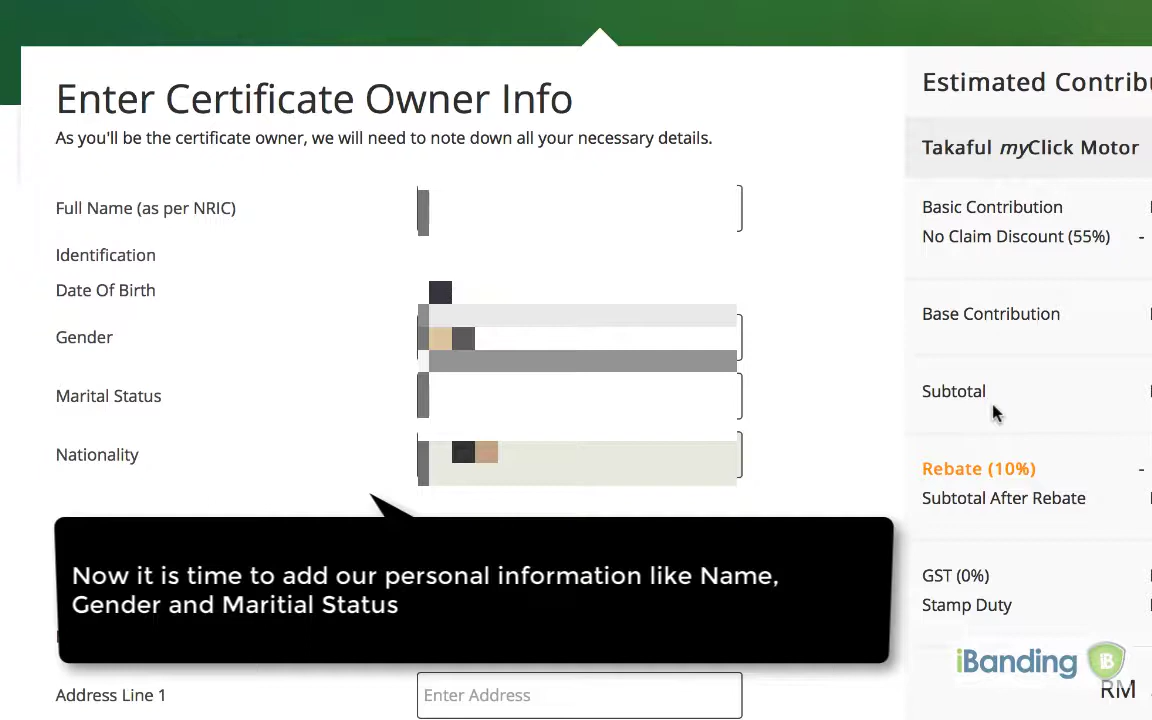 Enter Certificate Owner Info
As you'll be the certificate owner, we will need to note down all your necessary details.
Full Name (as per NRIC)
Identification
Date Of Birth
Gender
Marital Status
Nationality
Now it is time to add our personal information like Name,
Gender and Maritial Status
Address Line 1
Enter Address
Estimated
Takaful myClick Motor
Basic Contribution
No Claim Discount (55%) -
Base Contribution
Subtotal
Rebate (10%) -
Subtotal After Rebate
GST (0%)
Stamp Duty
iBanding iB
RM